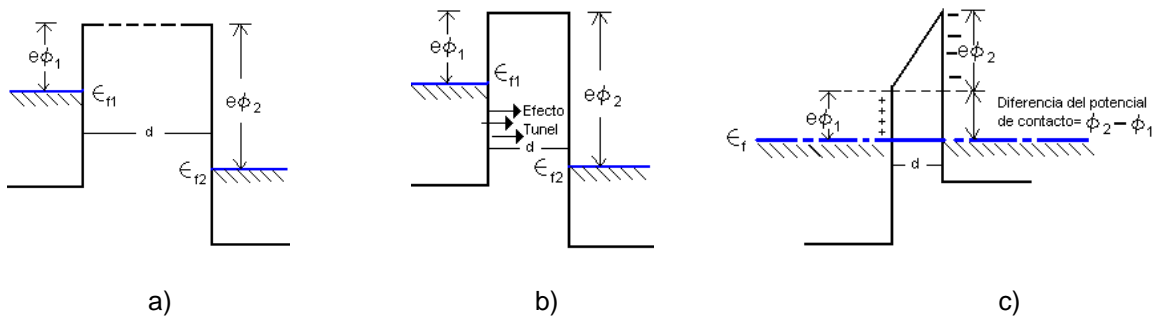 eϕ₁
ϵf1
eϕ₂
d
ϵf2
a)
eϕ₁
ϵf1
eϕ₂
Efecto
Tunel
d
ϵf2
b)
eϕ₂
+
+
+
+
eϕ₁
Diferencia del potencial
de contacto= ϕ₂ − ϕ₁
ϵf
d
c)